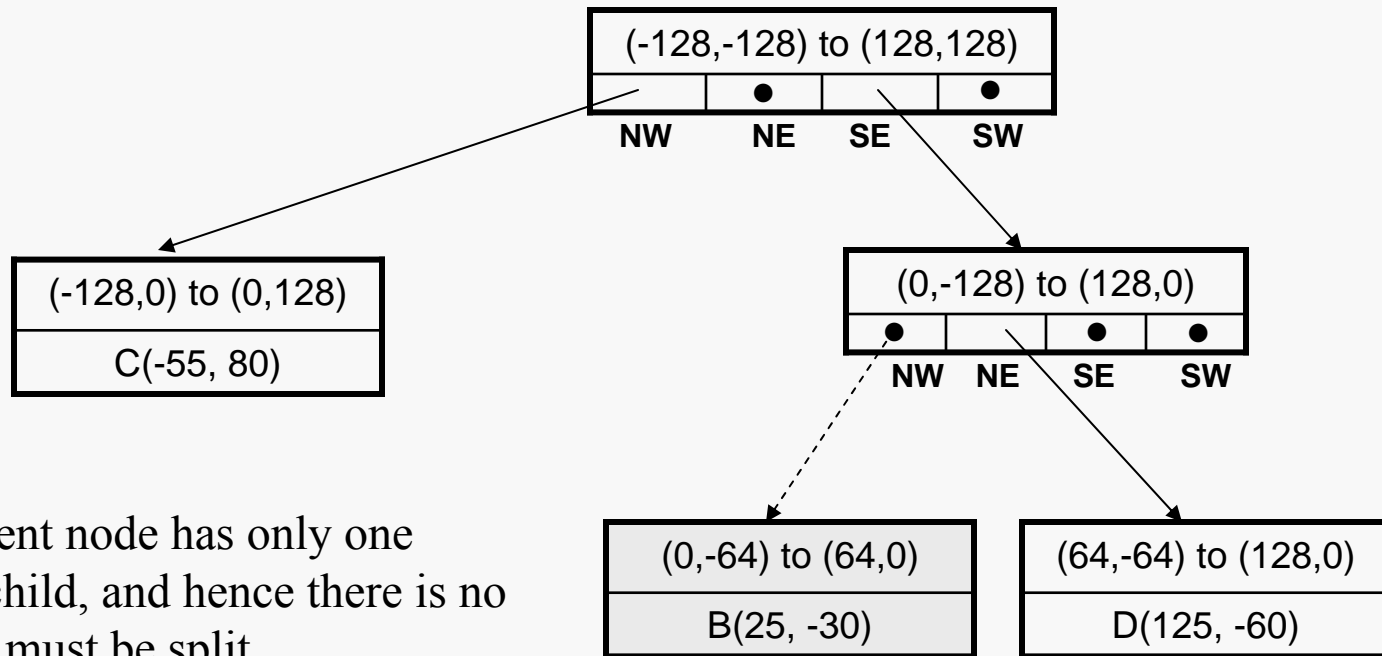 (-128,-128) to (128,128)
NW NE SE SW
(-128,0) to (0,128)
C(-55, 80)
(0,-128) to (128,0)
NW NE SE SW
ent node has only one
child, and hence there is no
must be split
(0,-64) to (64,0)
B(25, -30)
(64,-64) to (128,0)
D(125, -60)